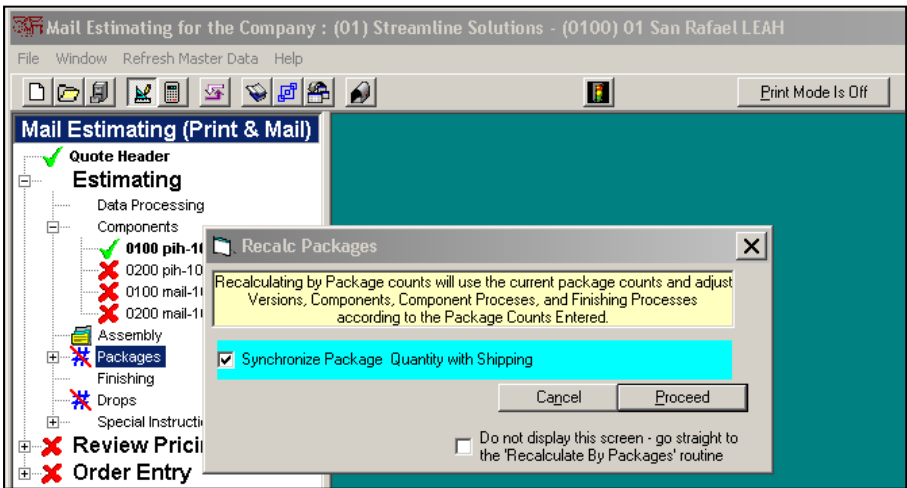 Mail Estimating for the Company : (01) Streamline Solutions - (0100) 01 San Rafael LEAH
File Window Refresh Master Data Help
Print Mode Is Off
Mail Estimating (Print & Mail)
Quote Header
Estimating
Data Processing
Components
0100 pih-10
0200 pih-10
0100 mail-1
0200 mail-1
Assembly
Packages
Finishing
Drops
Special Instructi
Review Prici
Order Entry
Recalc Packages
Recalculating by Package counts will use the current package counts and adjust
Versions, Components, Component Proceses, and Finishing Processes
according to the Package Counts Entered.
Synchronize Package Quantity with Shipping
Cancel Proceed
Do not display this screen - go straight to
the 'Recalculate By Packages' routine